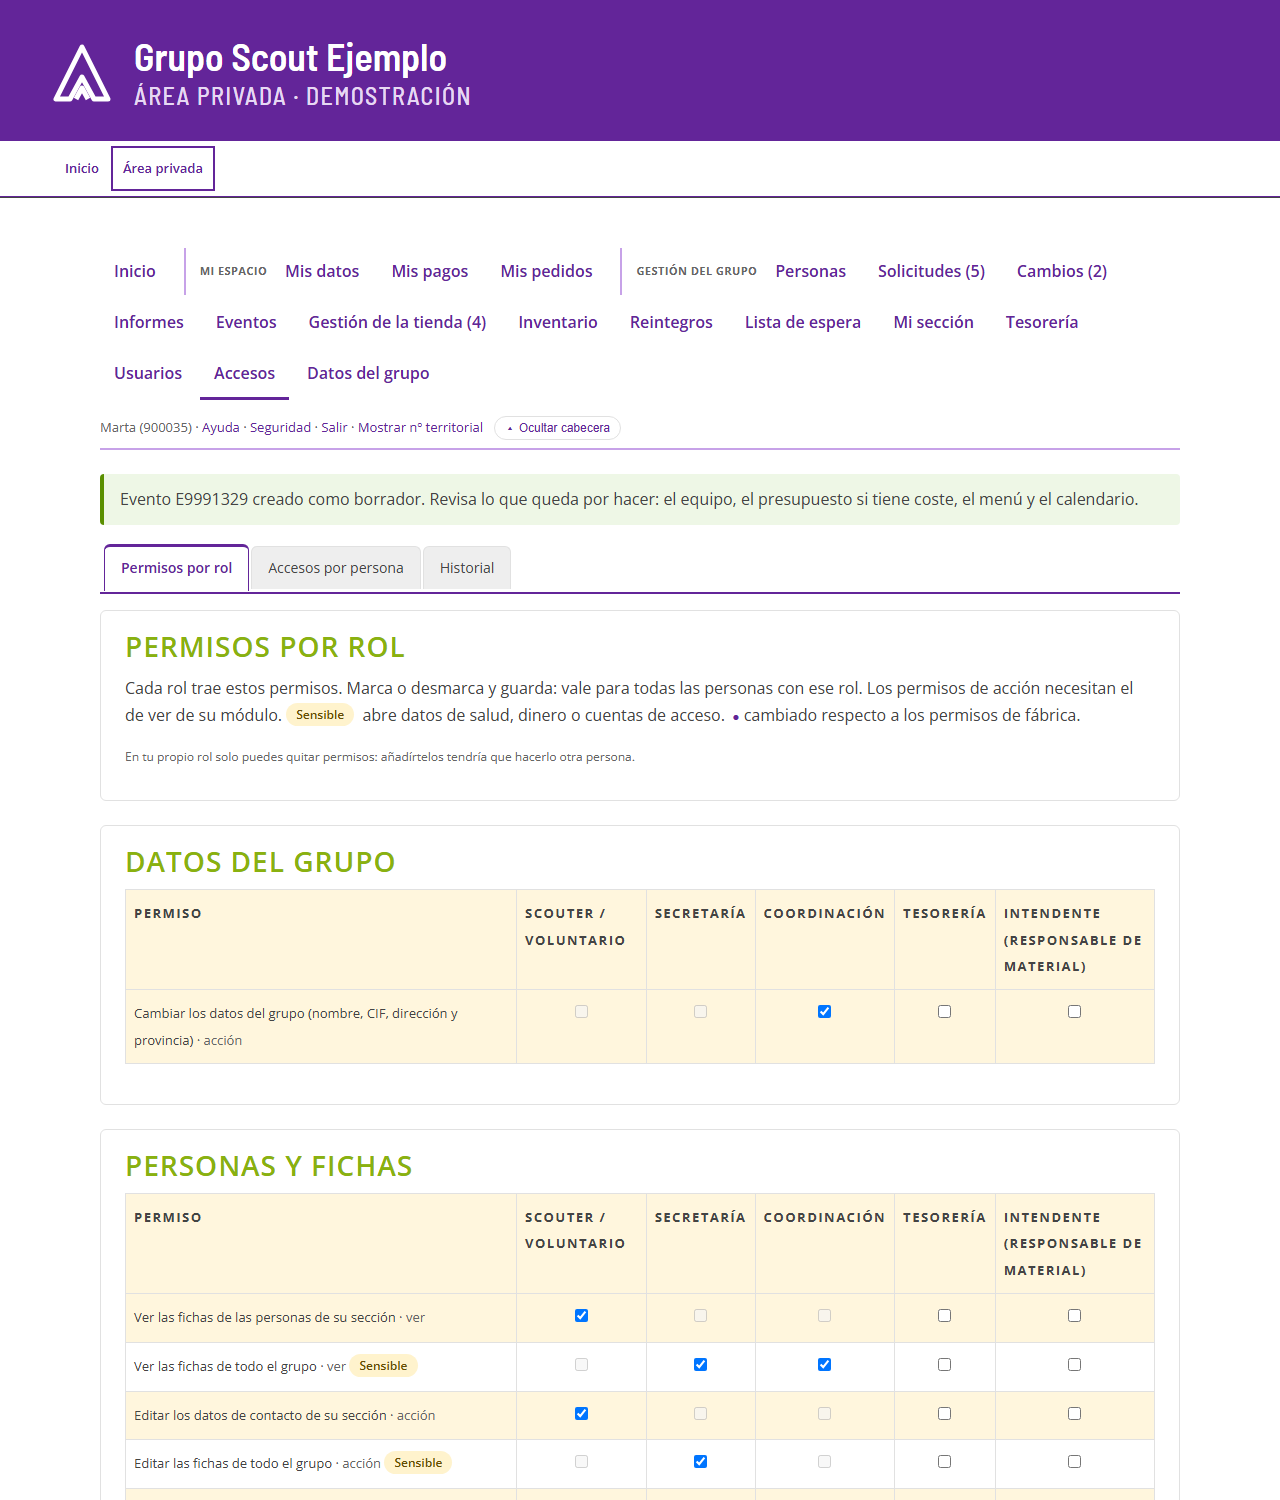 Grupo Scout Ejemplo
ÁREA PRIVADA · DEMOSTRACIÓN
Inicio Área privada
Inicio MI ESPACIO Mis datos Mis pagos Mis pedidos GESTIÓN DEL GRUPO Personas Solicitudes (5) Cambios (2)
Informes Eventos Gestión de la tienda (4) Inventario Reintegros Lista de espera Mi sección Tesorería
Usuarios Accesos Datos del grupo
Marta (900035) · Ayuda · Seguridad · Salir · Mostrar nº territorial ▲ Ocultar cabecera
Evento E9991329 creado como borrador. Revisa lo que queda por hacer: el equipo, el presupuesto si tiene coste, el menú y el calendario.
Permisos por rol Accesos por persona Historial
PERMISOS POR ROL
Cada rol trae estos permisos. Marca o desmarca y guarda: vale para todas las personas con ese rol. Los permisos de acción necesitan el
de ver de su módulo. Sensible abre datos de salud, dinero o cuentas de acceso. ● cambiado respecto a los permisos de fábrica.
En tu propio rol solo puedes quitar permisos: añadírtelos tendría que hacerlo otra persona.
DATOS DEL GRUPO
PERMISO SCOUTER / SECRETARÍA COORDINACIÓN TESORERÍA INTENDENTE
VOLUNTARIO (RESPONSABLE DE
MATERIAL)
Cambiar los datos del grupo (nombre, CIF, dirección y
provincia) · acción
PERSONAS Y FICHAS
PERMISO SCOUTER / SECRETARÍA COORDINACIÓN TESORERÍA INTENDENTE
VOLUNTARIO (RESPONSABLE DE
MATERIAL)
Ver las fichas de las personas de su sección · ver
Ver las fichas de todo el grupo · ver Sensible
Editar los datos de contacto de su sección · acción
Editar las fichas de todo el grupo · acción Sensible